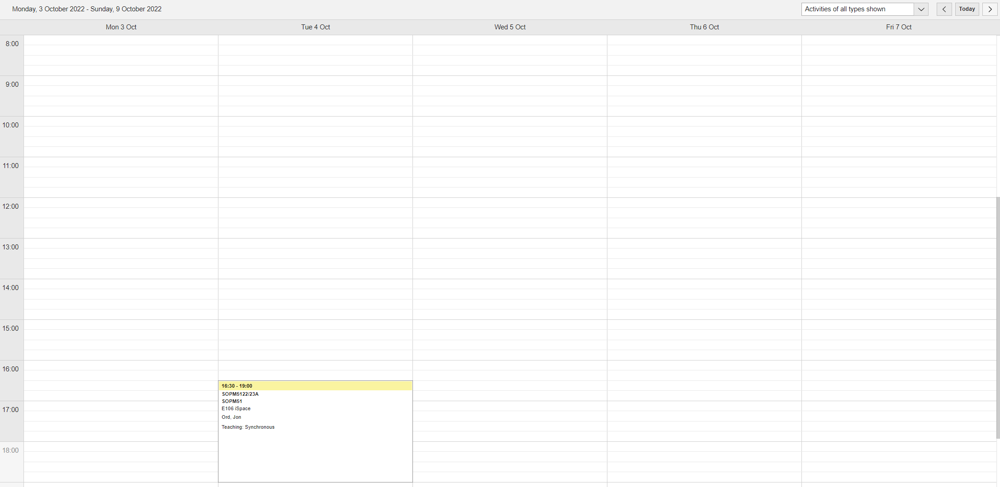 Monday, 3 October 2022 - Sunday, 9 October 2022
Activities of all types shown
Today
Mon 3 Oct
Tue 4 Oct
Wed 5 Oct
Thu 6 Oct
Fri 7 Oct
8:00
9:00
10:00
11:00
12:00
13:00
14:00
15:00
16:00
16:30 - 19:00
SOPM5122/23A
SOPM51
E106 iSpace
Ord, Jon
Teaching: Synchronous
17:00
18:00